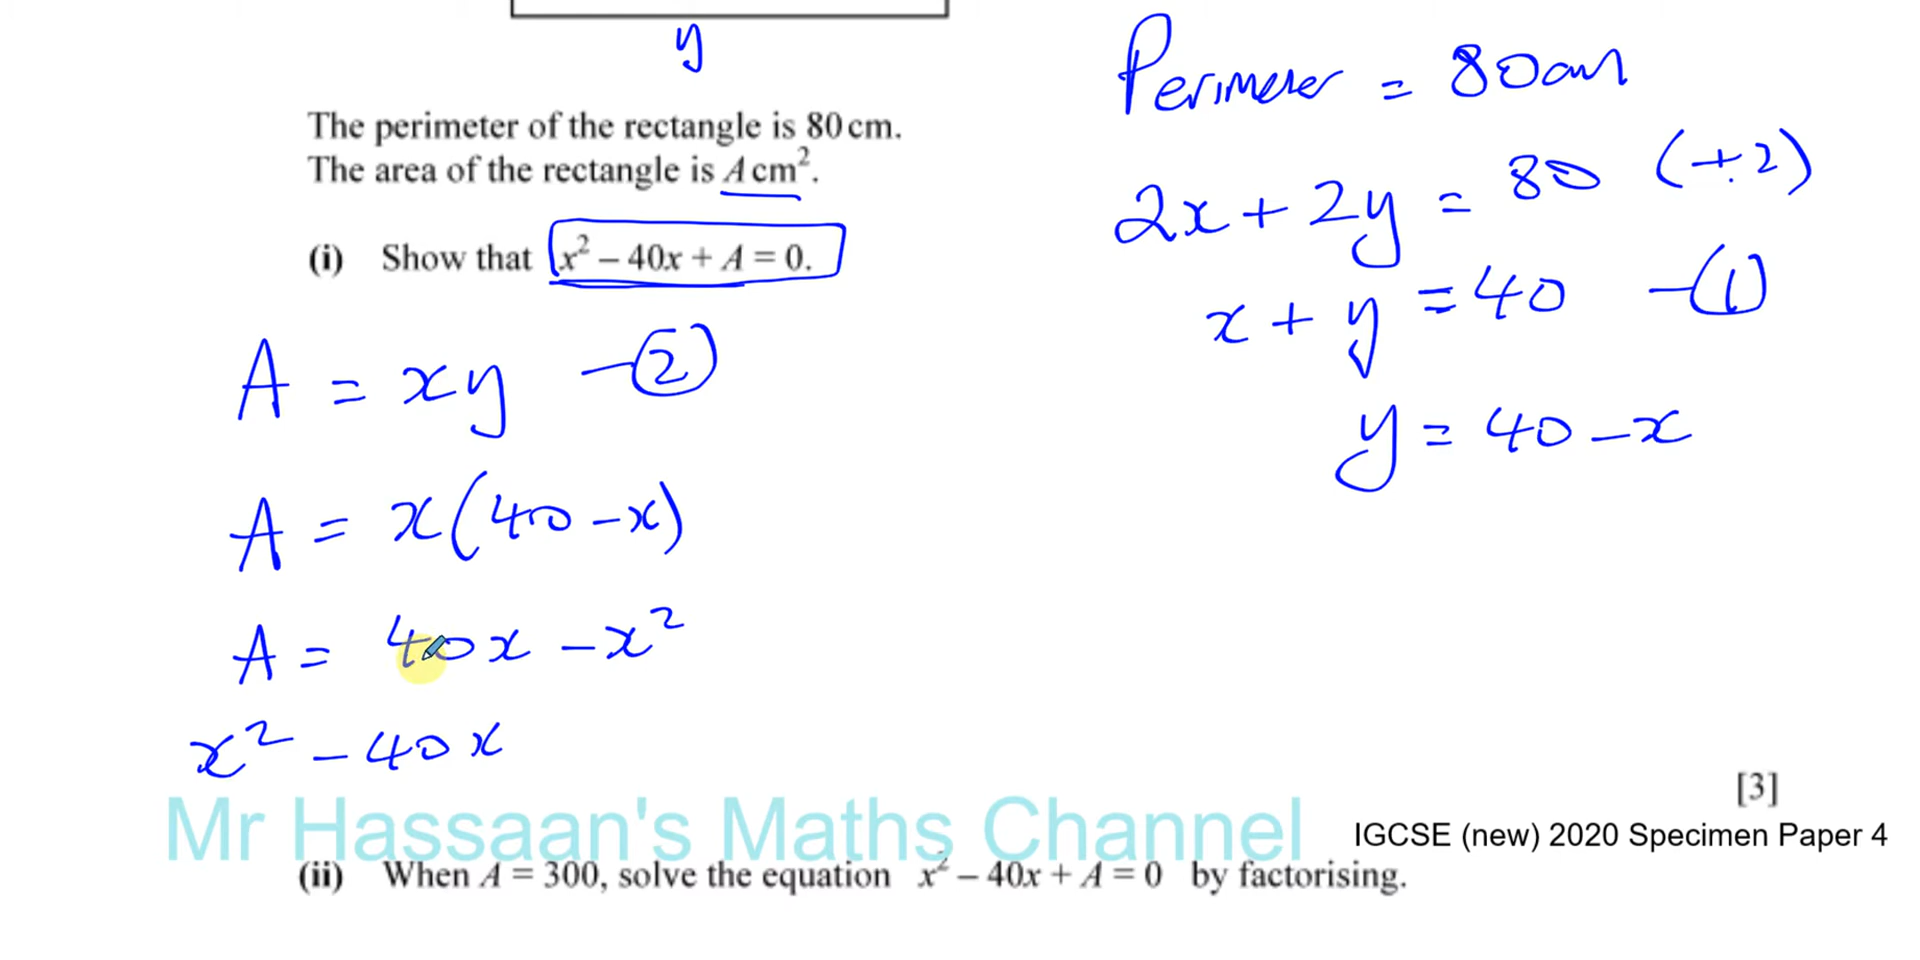 y
The perimeter of the rectangle is 80 cm.
The area of the rectangle is A cm².
(i) Show that x² – 40x + A = 0.
A = xy –②
A = x(40 – x)
A = 40x – x²
x² – 40x
Perimeter = 80cm
2x + 2y = 80 (÷2)
x + y = 40 –①
y = 40 – x
[3]
Mr Hassaan's Maths Channel
IGCSE (new) 2020 Specimen Paper 4
(ii) When A = 300, solve the equation x² – 40x + A = 0 by factorising.